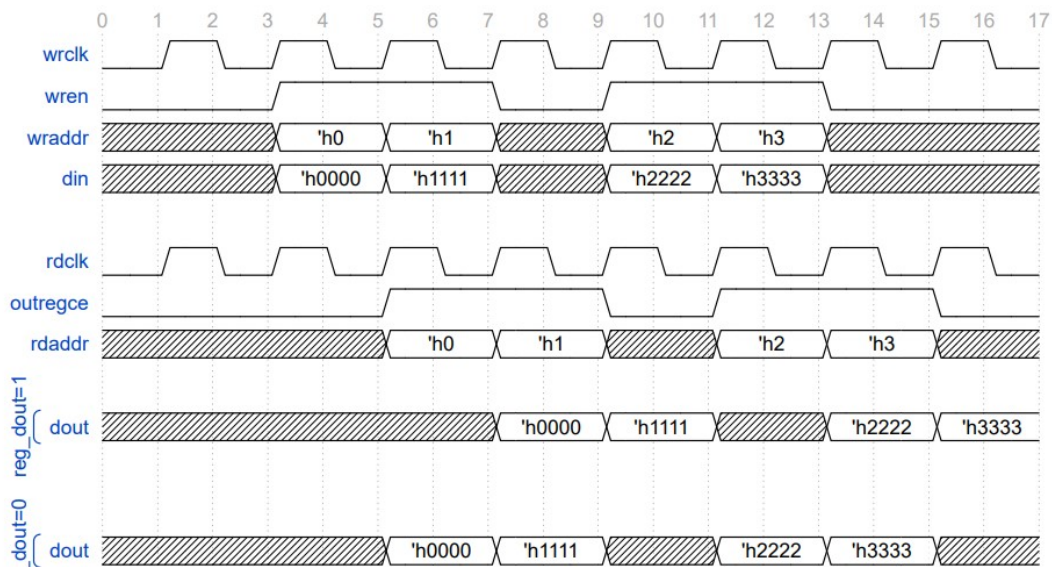 0 1 2 3 4 5 6 7 8 9 10 11 12 13 14 15 16 17
wrclk
wren
wraddr 'h0 'h1 'h2 'h3
din 'h0000 'h1111 'h2222 'h3333
rdclk
outregce
rdaddr 'h0 'h1 'h2 'h3
reg_dout=1
dout 'h0000 'h1111 'h2222 'h3333
_dout=0
dout 'h0000 'h1111 'h2222 'h3333